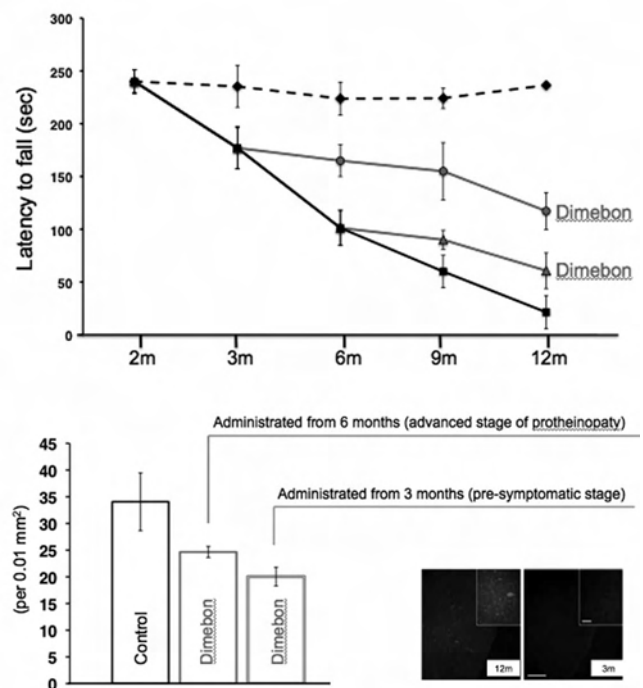 Latency to fall (sec)
300
250
200
150
100
50
0
Dimebon
Dimebon
2m 3m 6m 9m 12m
Administrated from 6 months (advanced stage of protheinopaty)
Administrated from 3 months (pre-symptomatic stage)
(per 0.01 mm²)
45
40
35
30
25
20
15
10
5
0
Control
Dimebon
Dimebon
12m
3m